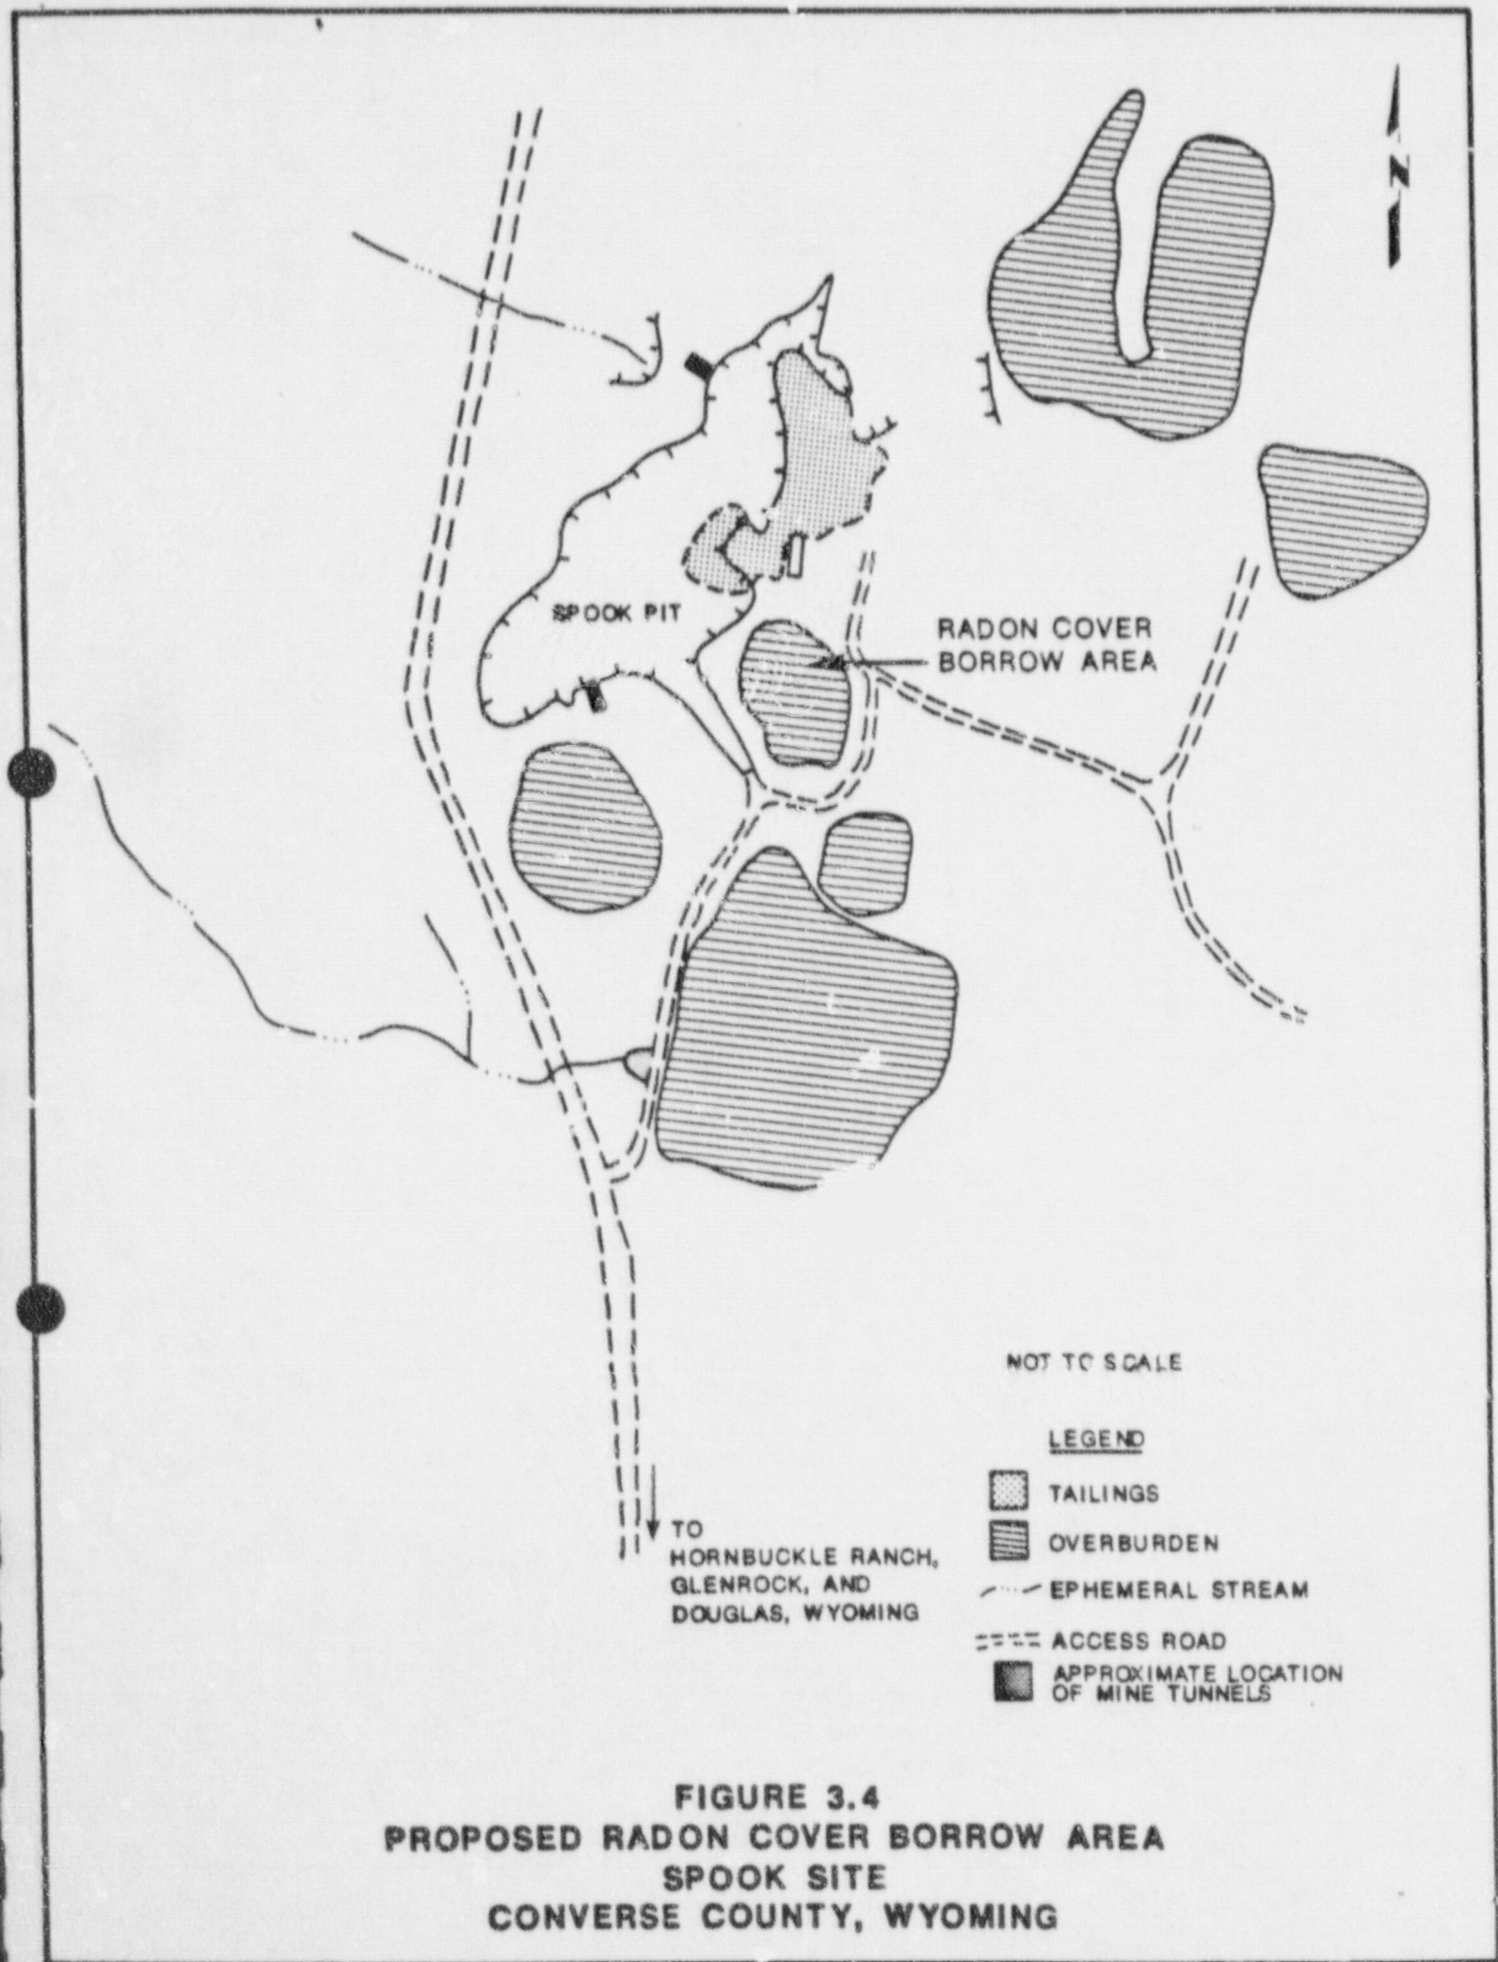 N
SPOOK PIT
RADON COVER
BORROW AREA
NOT TO SCALE
LEGEND
TAILINGS
OVERBURDEN
EPHEMERAL STREAM
ACCESS ROAD
APPROXIMATE LOCATION
OF MINE TUNNELS
TO
HORNBUCKLE RANCH,
GLENROCK, AND
DOUGLAS, WYOMING
FIGURE 3.4
PROPOSED RADON COVER BORROW AREA
SPOOK SITE
CONVERSE COUNTY, WYOMING